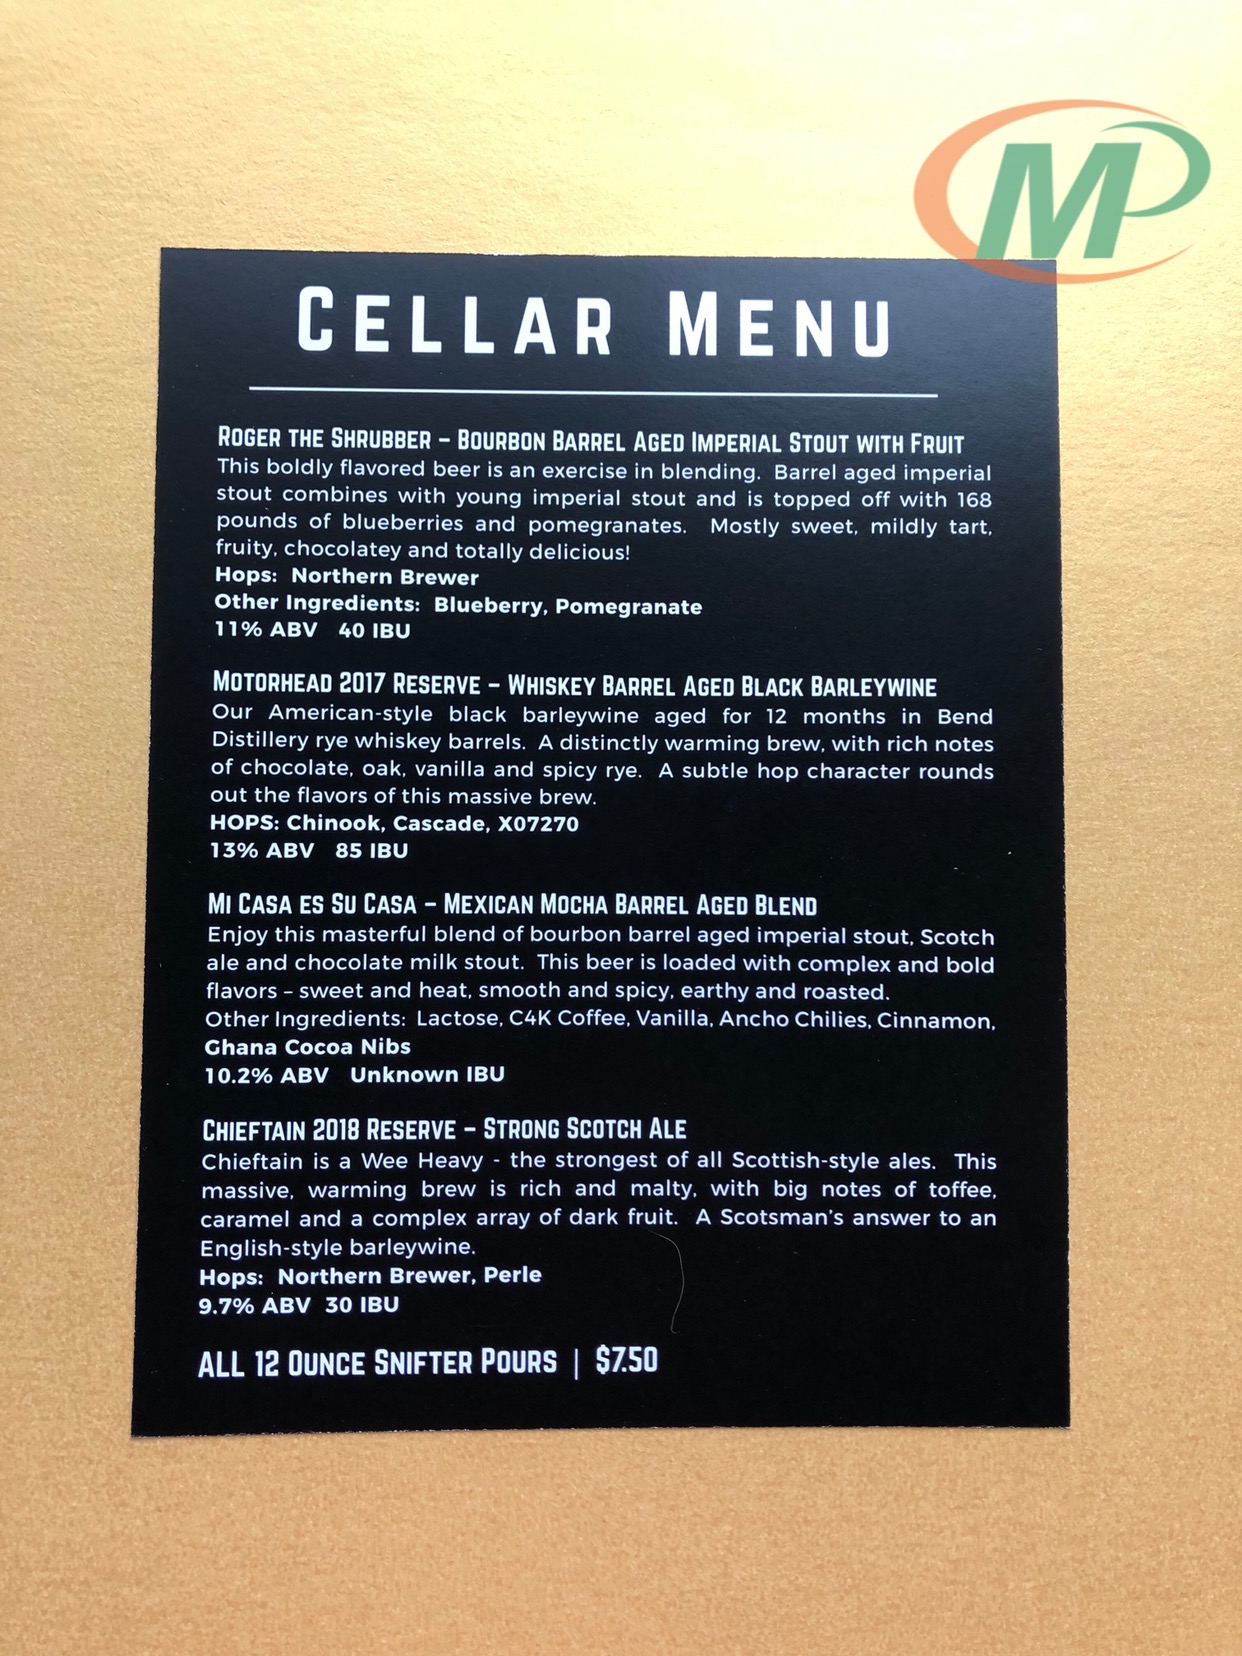 MP
CELLAR MENU
ROGER THE SHRUBBER – BOURBON BARREL AGED IMPERIAL STOUT WITH FRUIT
This boldly flavored beer is an exercise in blending. Barrel aged imperial
stout combines with young imperial stout and is topped off with 168
pounds of blueberries and pomegranates. Mostly sweet, mildly tart,
fruity, chocolatey and totally delicious!
Hops: Northern Brewer
Other Ingredients: Blueberry, Pomegranate
11% ABV 40 IBU
MOTORHEAD 2017 RESERVE – WHISKEY BARREL AGED BLACK BARLEYWINE
Our American-style black barleywine aged for 12 months in Bend
Distillery rye whiskey barrels. A distinctly warming brew, with rich notes
of chocolate, oak, vanilla and spicy rye. A subtle hop character rounds
out the flavors of this massive brew.
HOPS: Chinook, Cascade, X07270
13% ABV 85 IBU
MI CASA ES SU CASA – MEXICAN MOCHA BARREL AGED BLEND
Enjoy this masterful blend of bourbon barrel aged imperial stout, Scotch
ale and chocolate milk stout. This beer is loaded with complex and bold
flavors – sweet and heat, smooth and spicy, earthy and roasted.
Other Ingredients: Lactose, C4K Coffee, Vanilla, Ancho Chilies, Cinnamon,
Ghana Cocoa Nibs
10.2% ABV Unknown IBU
CHIEFTAIN 2018 RESERVE – STRONG SCOTCH ALE
Chieftain is a Wee Heavy - the strongest of all Scottish-style ales. This
massive, warming brew is rich and malty, with big notes of toffee,
caramel and a complex array of dark fruit. A Scotsman's answer to an
English-style barleywine.
Hops: Northern Brewer, Perle
9.7% ABV 30 IBU
ALL 12 OUNCE SNIFTER POURS | $7.50